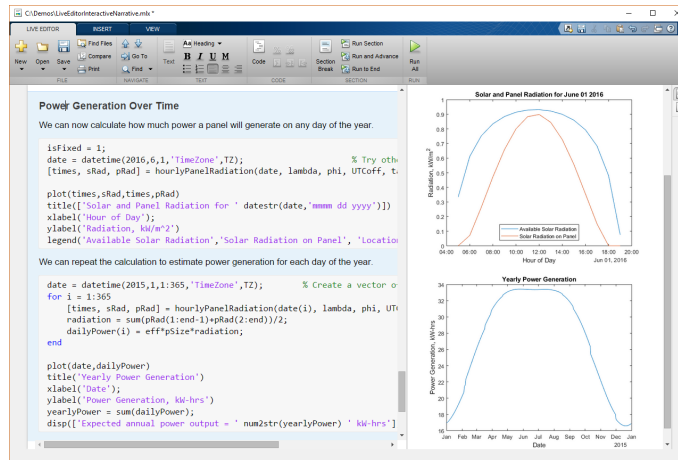 C:\Demos\LiveEditorInteractiveNarrative.mlx *
LIVE EDITOR INSERT VIEW
New Open Save Find Files Compare Print
Go To Find
Text Aa Heading B I U M
Code
Section Break Run Section Run and Advance Run to End
Run All
FILE NAVIGATE TEXT CODE SECTION RUN
Power Generation Over Time
We can now calculate how much power a panel will generate on any day of the year.
isFixed = 1;
date = datetime(2016,6,1,'TimeZone',TZ); % Try othe
[times, sRad, pRad] = hourlyPanelRadiation(date, lambda, phi, UTCoff, ta
plot(times,sRad,times,pRad)
title(['Solar and Panel Radiation for ' datestr(date,'mmmm dd yyyy')])
xlabel('Hour of Day');
ylabel('Radiation, kW/m^2')
legend('Available Solar Radiation','Solar Radiation on Panel', 'Location
We can repeat the calculation to estimate power generation for each day of the year.
date = datetime(2015,1,1:365,'TimeZone',TZ); % Create a vector o
for i = 1:365
[times, sRad, pRad] = hourlyPanelRadiation(date(i), lambda, phi, UT
radiation = sum(pRad(1:end-1)+pRad(2:end))/2;
dailyPower(i) = eff*pSize*radiation;
end
plot(date,dailyPower)
title('Yearly Power Generation')
xlabel('Date');
ylabel('Power Generation, kW-hrs')
yearlyPower = sum(dailyPower);
disp(['Expected annual power output = ' num2str(yearlyPower) ' kW-hrs']
Solar and Panel Radiation for June 01 2016
Radiation, kW/m²
1
0.9
0.8
0.7
0.6
0.5
0.4
0.3
0.2
0.1
0
Available Solar Radiation
Solar Radiation on Panel
04:00 06:00 08:00 10:00 12:00 14:00 16:00 18:00 20:00
Hour of Day
Jun 01, 2016
Yearly Power Generation
Power Generation, kW-hrs
34
32
30
28
26
24
22
20
18
16
Jan Feb Mar Apr May Jun Jul Aug Sep Oct Nov Dec Jan
Date
2015